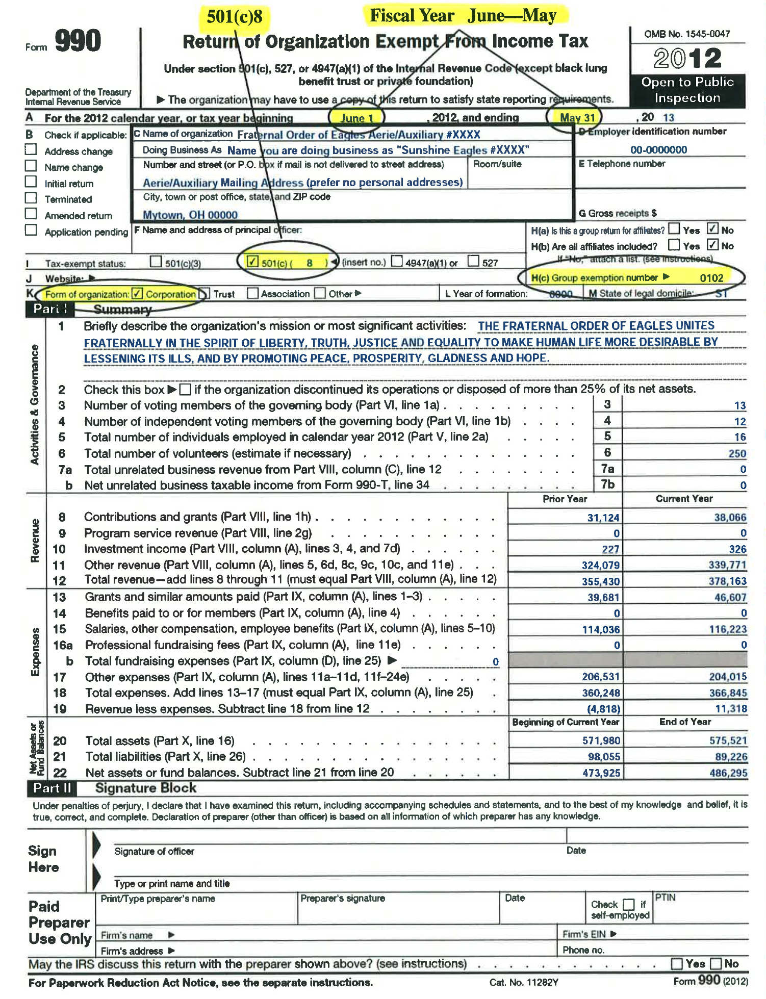 501(c)8 Fiscal Year June—May
Form 990
Return of Organization Exempt From Income Tax
OMB No. 1545-0047
2012
Under section 501(c), 527, or 4947(a)(1) of the Internal Revenue Code (except black lung
benefit trust or private foundation)
Open to Public
Inspection
Department of the Treasury
Internal Revenue Service
▶ The organization may have to use a copy of this return to satisfy state reporting requirements.
A For the 2012 calendar year, or tax year beginning June 1 , 2012, and ending May 31 , 20 13
B Check if applicable:
Address change
Name change
Initial return
Terminated
Amended return
Application pending
C Name of organization Fraternal Order of Eagles Aerie/Auxiliary #XXXX
Doing Business As Name you are doing business as "Sunshine Eagles #XXXX"
Number and street (or P.O. box if mail is not delivered to street address) Room/suite
Aerie/Auxiliary Mailing Address (prefer no personal addresses)
City, town or post office, state, and ZIP code
Mytown, OH 00000
D Employer identification number
00-0000000
E Telephone number
G Gross receipts $
F Name and address of principal officer:
H(a) Is this a group return for affiliates? ☐ Yes ☑ No
H(b) Are all affiliates included? ☐ Yes ☑ No
If "No," attach a list. (see instructions)
I Tax-exempt status: ☐ 501(c)(3) ☑ 501(c) ( 8 ) ◀ (insert no.) ☐ 4947(a)(1) or ☐ 527
J Website: ▶
H(c) Group exemption number ▶ 0102
K Form of organization: ☑ Corporation ☐ Trust ☐ Association ☐ Other ▶ L Year of formation: 0000 M State of legal domicile: ST
Part I Summary
Activities & Governance
1 Briefly describe the organization's mission or most significant activities: THE FRATERNAL ORDER OF EAGLES UNITES
FRATERNALLY IN THE SPIRIT OF LIBERTY, TRUTH, JUSTICE AND EQUALITY TO MAKE HUMAN LIFE MORE DESIRABLE BY
LESSENING ITS ILLS, AND BY PROMOTING PEACE, PROSPERITY, GLADNESS AND HOPE.
2 Check this box ▶ ☐ if the organization discontinued its operations or disposed of more than 25% of its net assets.
3 Number of voting members of the governing body (Part VI, line 1a) . . . . . . . . . 3 13
4 Number of independent voting members of the governing body (Part VI, line 1b) . . . . 4 12
5 Total number of individuals employed in calendar year 2012 (Part V, line 2a) . . . . . 5 16
6 Total number of volunteers (estimate if necessary) . . . . . . . . . . . . . . 6 250
7a Total unrelated business revenue from Part VIII, column (C), line 12 . . . . . . . . 7a 0
b Net unrelated business taxable income from Form 990-T, line 34 . . . . . . . . . 7b 0
Prior Year Current Year
Revenue
8 Contributions and grants (Part VIII, line 1h) . . . . . . . . . . . . 31,124 38,066
9 Program service revenue (Part VIII, line 2g) . . . . . . . . . . . 0 0
10 Investment income (Part VIII, column (A), lines 3, 4, and 7d) . . . . . . 227 326
11 Other revenue (Part VIII, column (A), lines 5, 6d, 8c, 9c, 10c, and 11e) . . . 324,079 339,771
12 Total revenue—add lines 8 through 11 (must equal Part VIII, column (A), line 12) 355,430 378,163
Expenses
13 Grants and similar amounts paid (Part IX, column (A), lines 1–3) . . . . . 39,681 46,607
14 Benefits paid to or for members (Part IX, column (A), line 4) . . . . . . 0 0
15 Salaries, other compensation, employee benefits (Part IX, column (A), lines 5–10) 114,036 116,223
16a Professional fundraising fees (Part IX, column (A), line 11e) . . . . . . 0 0
b Total fundraising expenses (Part IX, column (D), line 25) ▶ 0
17 Other expenses (Part IX, column (A), lines 11a–11d, 11f–24e) . . . . . 206,531 204,015
18 Total expenses. Add lines 13–17 (must equal Part IX, column (A), line 25) . 360,248 366,845
19 Revenue less expenses. Subtract line 18 from line 12 . . . . . . . . (4,818) 11,318
Net Assets or
Fund Balances
Beginning of Current Year End of Year
20 Total assets (Part X, line 16) . . . . . . . . . . . . . . . 571,980 575,521
21 Total liabilities (Part X, line 26) . . . . . . . . . . . . . . . 98,055 89,226
22 Net assets or fund balances. Subtract line 21 from line 20 . . . . . . 473,925 486,295
Part II Signature Block
Under penalties of perjury, I declare that I have examined this return, including accompanying schedules and statements, and to the best of my knowledge and belief, it is
true, correct, and complete. Declaration of preparer (other than officer) is based on all information of which preparer has any knowledge.
Sign
Here
Signature of officer Date
Type or print name and title
Paid
Preparer
Use Only
Print/Type preparer's name Preparer's signature Date Check ☐ if
self-employed
PTIN
Firm's name ▶ Firm's EIN ▶
Firm's address ▶ Phone no.
May the IRS discuss this return with the preparer shown above? (see instructions) . . . . . . . . . . . . ☐ Yes ☐ No
For Paperwork Reduction Act Notice, see the separate instructions. Cat. No. 11282Y Form 990 (2012)